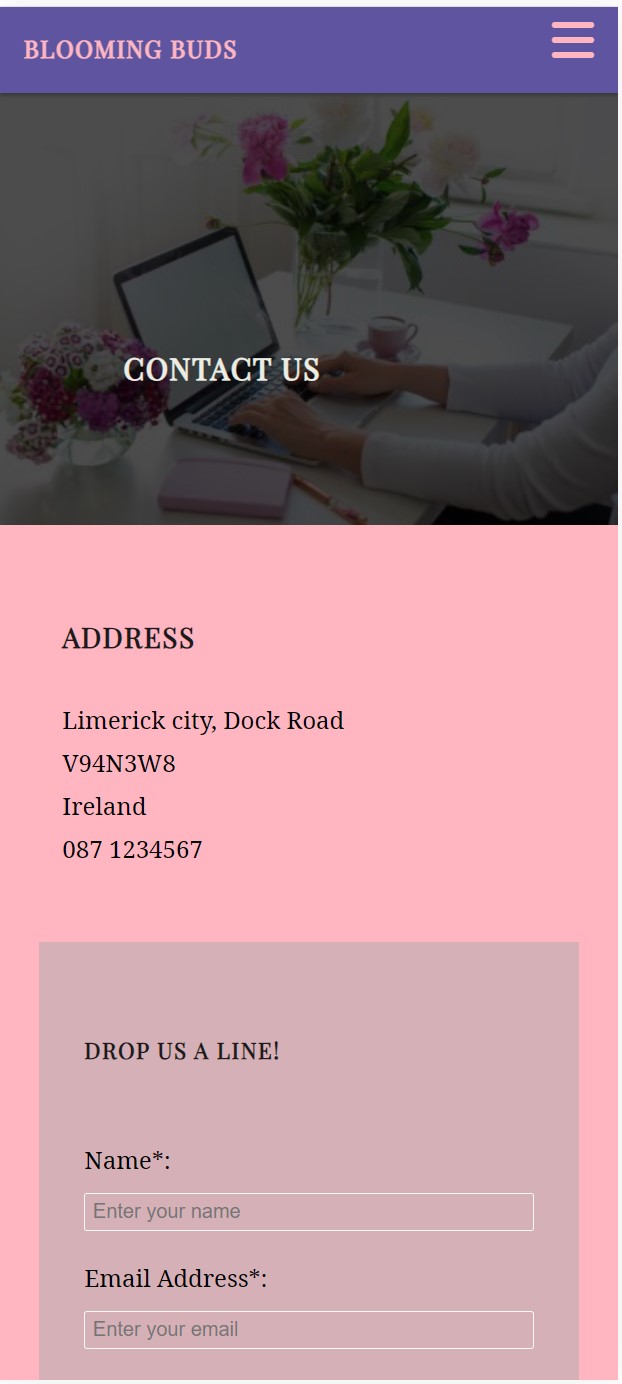 BLOOMING BUDS
CONTACT US
ADDRESS
Limerick city, Dock Road
V94N3W8
Ireland
087 1234567
DROP US A LINE!
Name*:
Enter your name
Email Address*:
Enter your email